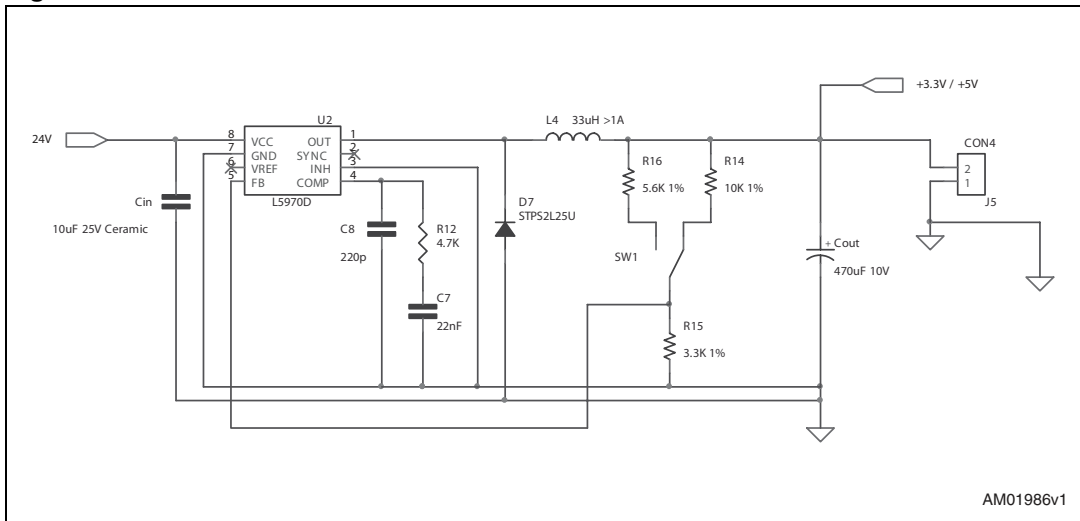 +3.3V / +5V
U2
L4 33uH >1A
24V
8 VCC OUT 1
7 GND SYNC 2
6 VREF INH 3
5 FB COMP 4
L5970D
CON4
2
1
J5
R16
5.6K 1%
R14
10K 1%
Cin
10uF 25V Ceramic
D7
STPS2L25U
C8
220p
R12
4.7K
SW1
+ Cout
470uF 10V
C7
22nF
R15
3.3K 1%
AM01986v1